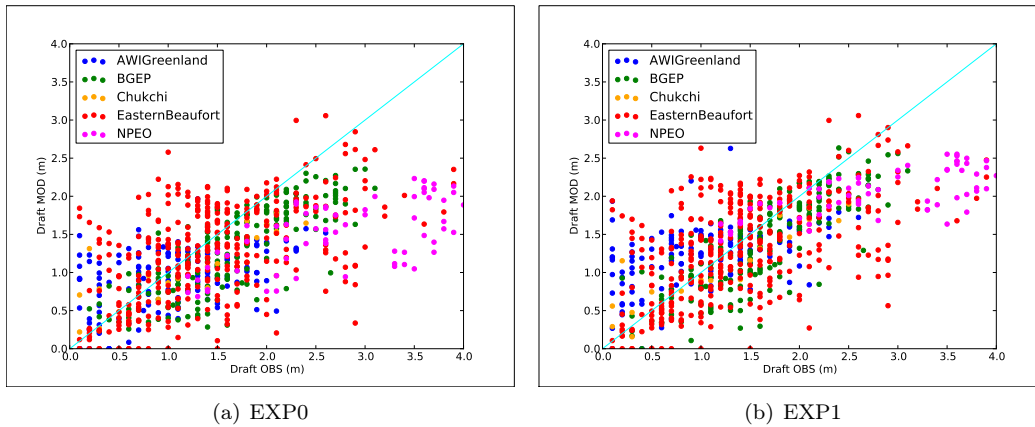 4.0
3.5
3.0
2.5
2.0
1.5
1.0
0.5
0.0
Draft MOD (m)
AWIGreenland
BGEP
Chukchi
EasternBeaufort
NPEO
0.0 0.5 1.0 1.5 2.0 2.5 3.0 3.5 4.0
Draft OBS (m)
(a) EXP0
4.0
3.5
3.0
2.5
2.0
1.5
1.0
0.5
0.0
Draft MOD (m)
AWIGreenland
BGEP
Chukchi
EasternBeaufort
NPEO
0.0 0.5 1.0 1.5 2.0 2.5 3.0 3.5 4.0
Draft OBS (m)
(b) EXP1